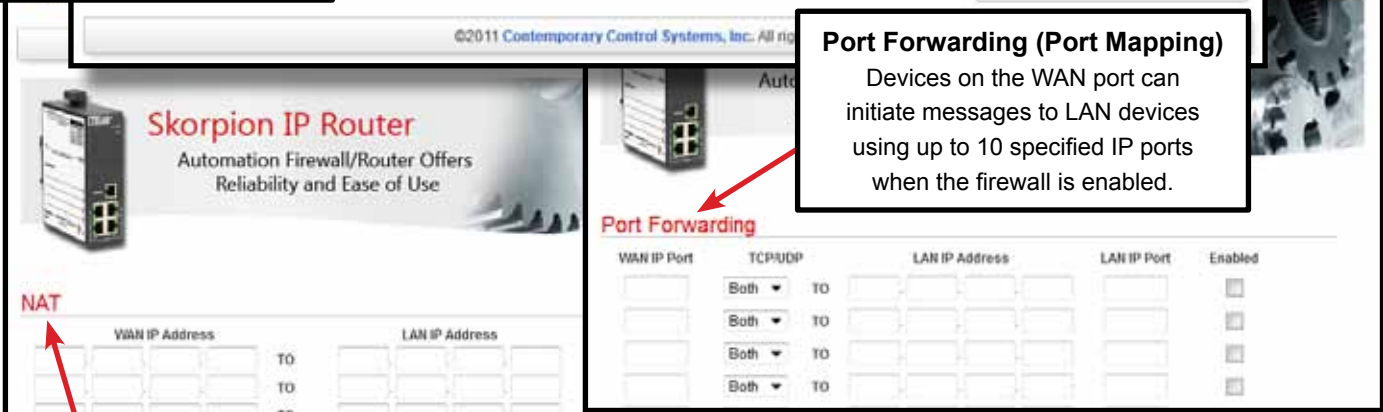 ©2011 Contemporary Control Systems, Inc. All
Port Forwarding (Port Mapping)
Devices on the WAN port can
initiate messages to LAN devices
using up to 10 specified IP ports
when the firewall is enabled.
Skorpion IP Router
Automation Firewall/Router Offers
Reliability and Ease of Use
NAT
WAN IP Address LAN IP Address
TO
TO
Port Forwarding
WAN IP Port TCP/UDP LAN IP Address LAN IP Port Enabled
Both TO
Both TO
Both TO
Both TO